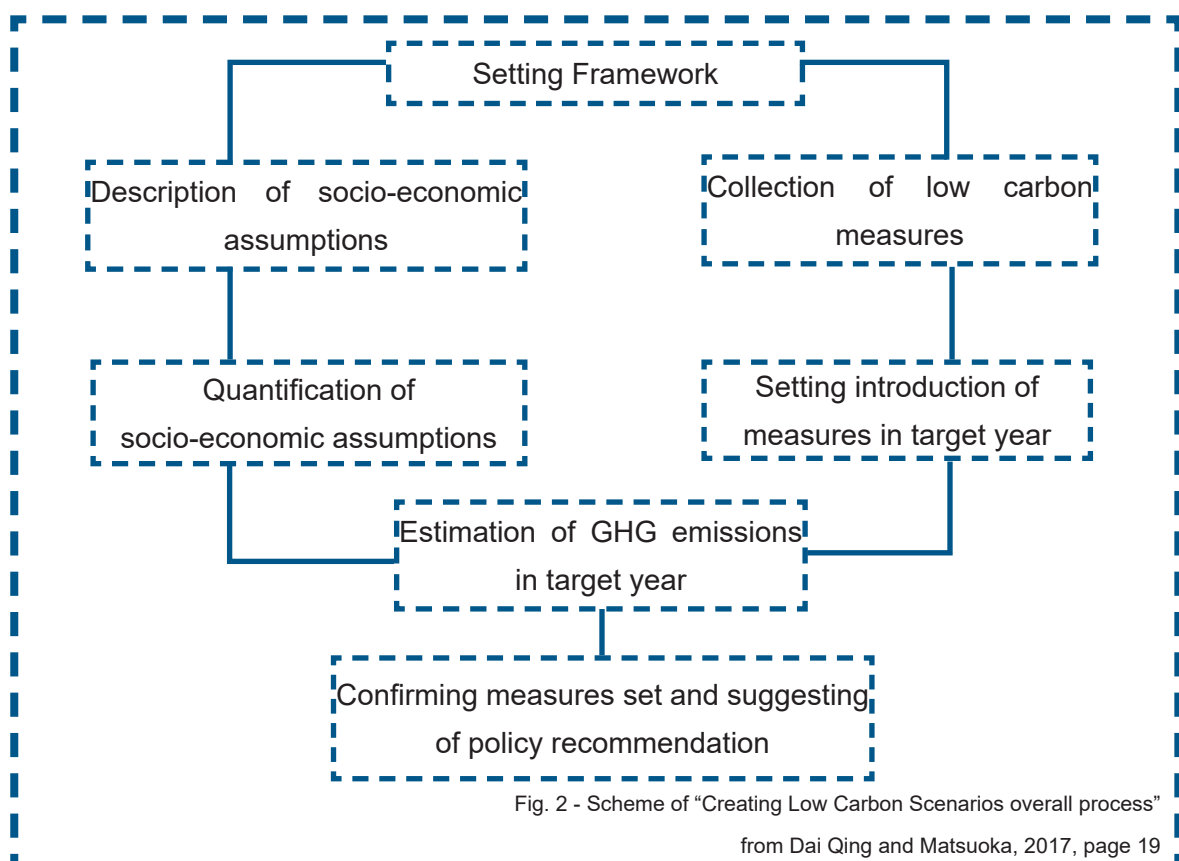 Setting Framework
Description of socio-economic
assumptions
Collection of low carbon
measures
Quantification of
socio-economic assumptions
Setting introduction of
measures in target year
Estimation of GHG emissions
in target year
Confirming measures set and suggesting
of policy recommendation
Fig. 2 - Scheme of “Creating Low Carbon Scenarios overall process”
from Dai Qing and Matsuoka, 2017, page 19